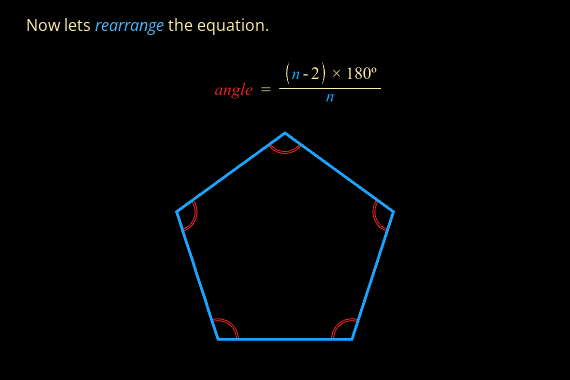 Now lets rearrange the equation.
angle = (n-2) × 180º
n